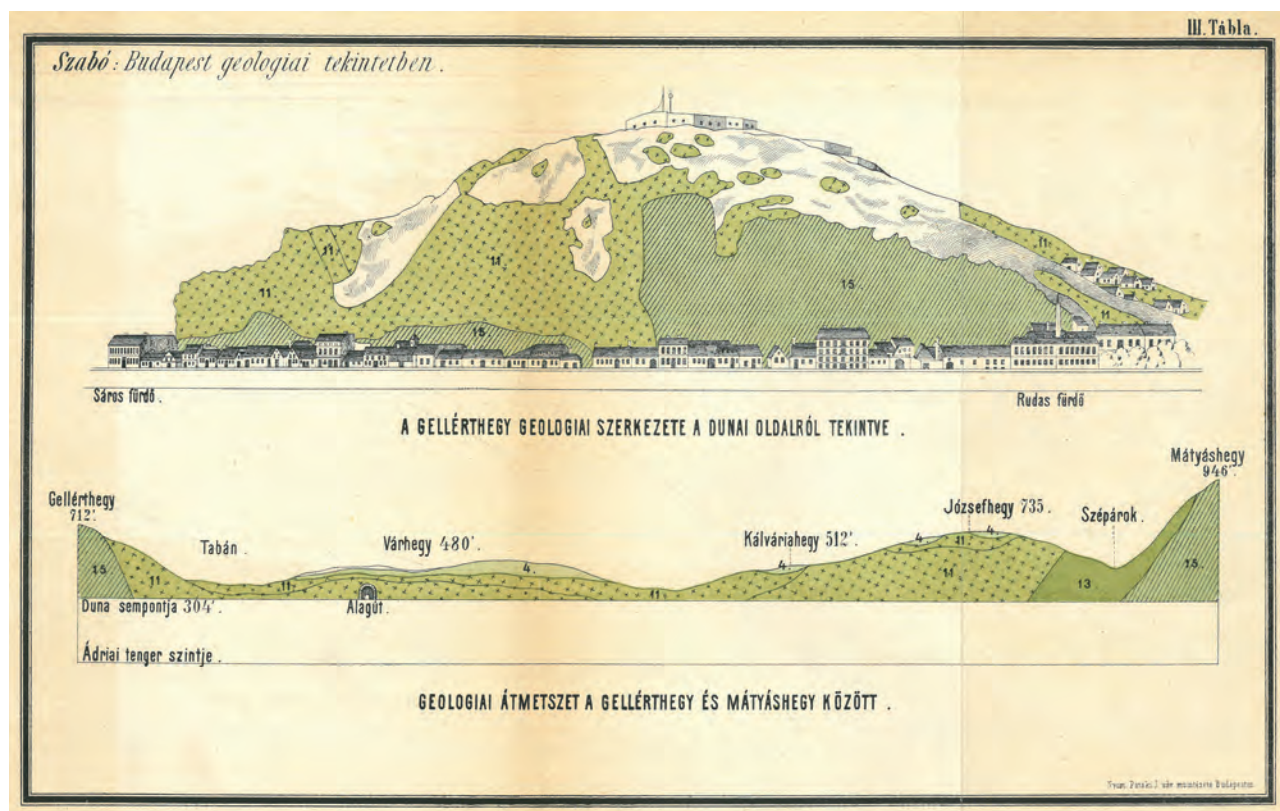 III. Tábla.
Szabó: Budapest geologiai tekintetben.
11
11
11
15
15
11
11
Sáros fürdő.
Rudas fürdő
A GELLÉRTHEGY GEOLOGIAI SZERKEZETE A DUNAI OLDALRÓL TEKINTVE.
Mátyáshegy
946'.
Gellérthegy
712'.
Józsefhegy 735.
Szépárok.
Tabán.
Várhegy 480'.
Kálváriahegy 512'.
4.
4.
4.
4.
11
15
11
11
11
11
13
15
Duna sempontja 304'.
Alagút.
Ádriai tenger szintje.
GEOLOGIAI ÁTMETSZET A GELLÉRTHEGY ÉS MÁTYÁSHEGY KÖZÖTT.
Budapesten